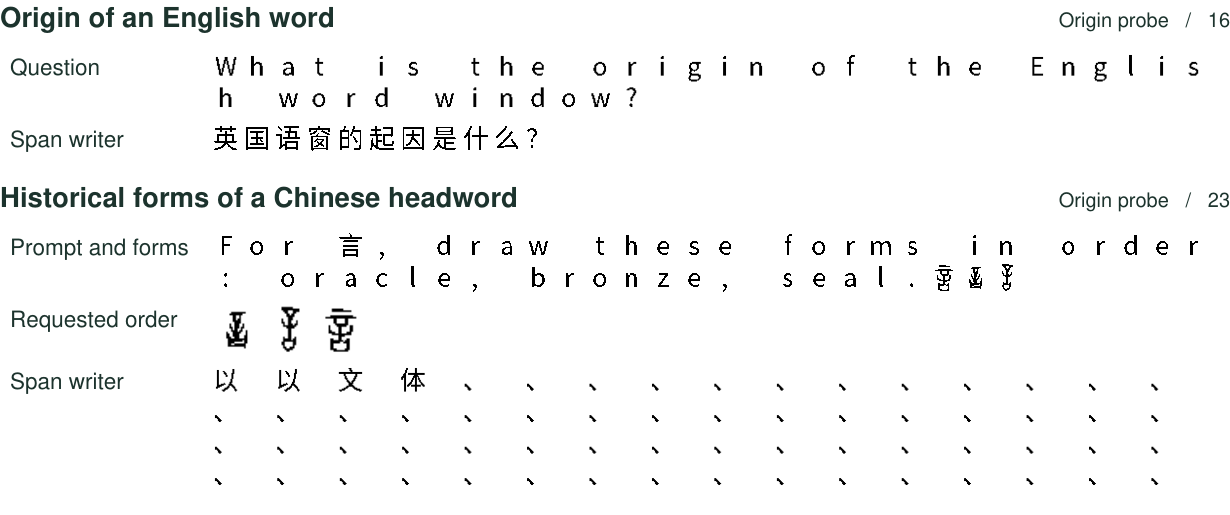 Origin of an English word
Origin probe / 16
Question
What is the origin of the Englis
h word window?
Span writer
英国语窗的起因是什么?
Historical forms of a Chinese headword
Origin probe / 23
Prompt and forms
For 言, draw these forms in order
: oracle, bronze, seal.
Requested order
Span writer
以以文体、、、、、、、、、、、、
、、、、、、、、、、、、、、、、
、、、、、、、、、、、、、、、、
、、、、、、、、、、、、、、、、